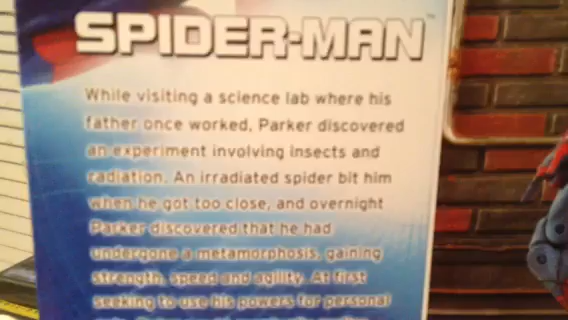 SPIDER-MAN™
While visiting a science lab where his
father once worked, Parker discovered
an experiment involving insects and
radiation. An irradiated spider bit him
when he got too close, and overnight
Parker discovered that he had
undergone a metamorphosis, gaining
strength, speed and agility. At first
seeking to use his powers for personal